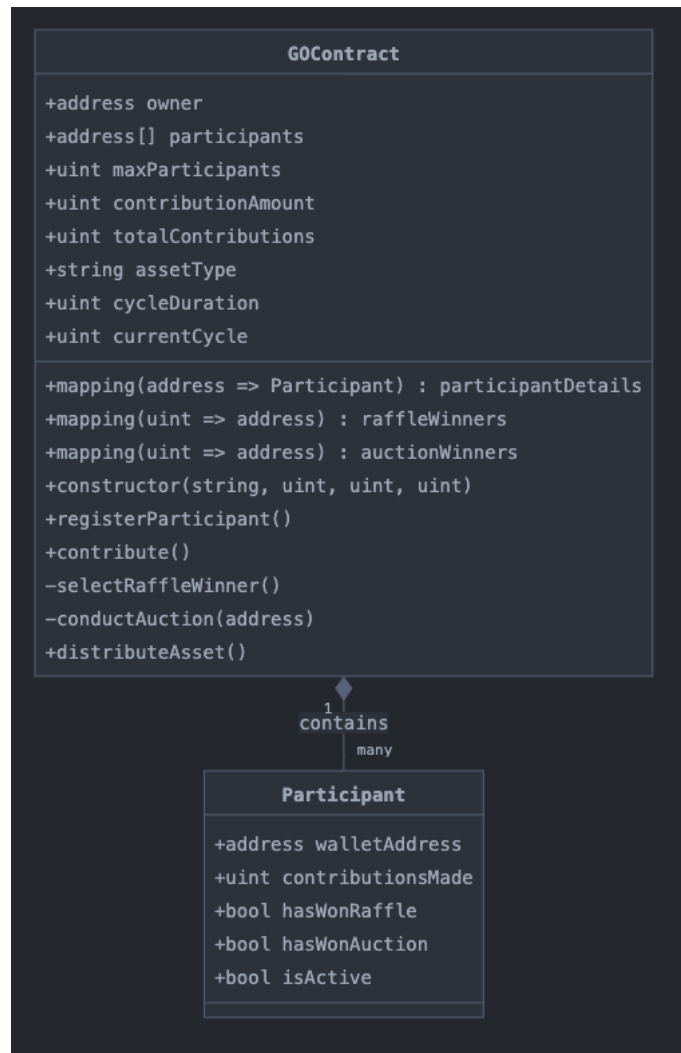 GOContract
+address owner
+address[] participants
+uint maxParticipants
+uint contributionAmount
+uint totalContributions
+string assetType
+uint cycleDuration
+uint currentCycle
+mapping(address => Participant) : participantDetails
+mapping(uint => address) : raffleWinners
+mapping(uint => address) : auctionWinners
+constructor(string, uint, uint, uint)
+registerParticipant()
+contribute()
-selectRaffleWinner()
-conductAuction(address)
+distributeAsset()
1
contains
many
Participant
+address walletAddress
+uint contributionsMade
+bool hasWonRaffle
+bool hasWonAuction
+bool isActive